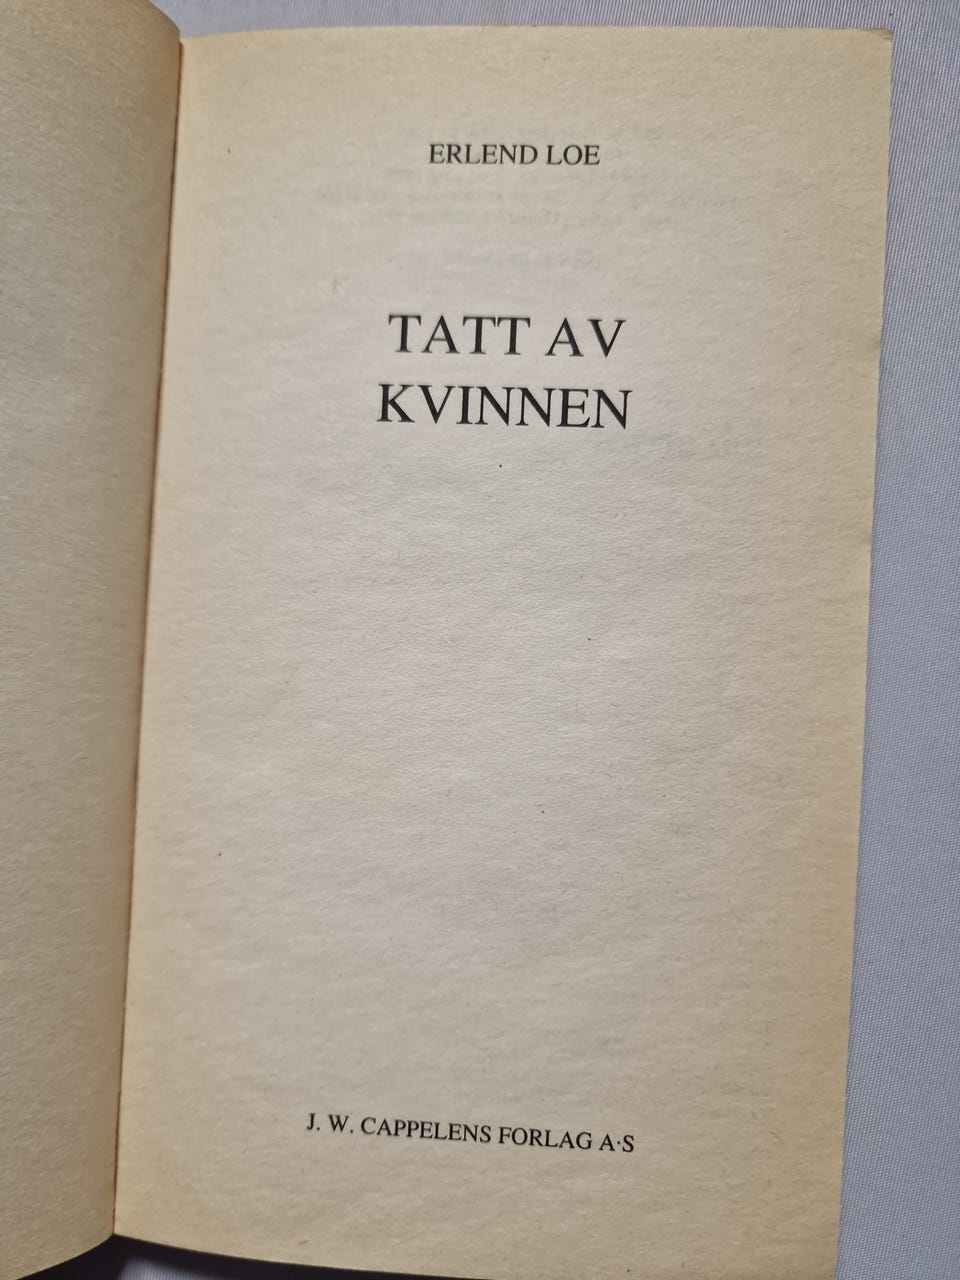 ERLEND LOE
TATT AV
KVINNEN
J. W. CAPPELENS FORLAG A·S